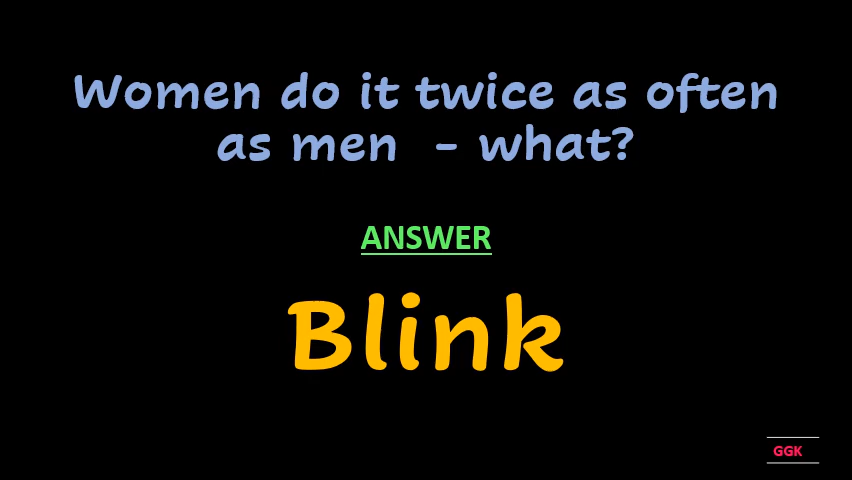 Women do it twice as often
as men - what?
ANSWER
Blink
GGK